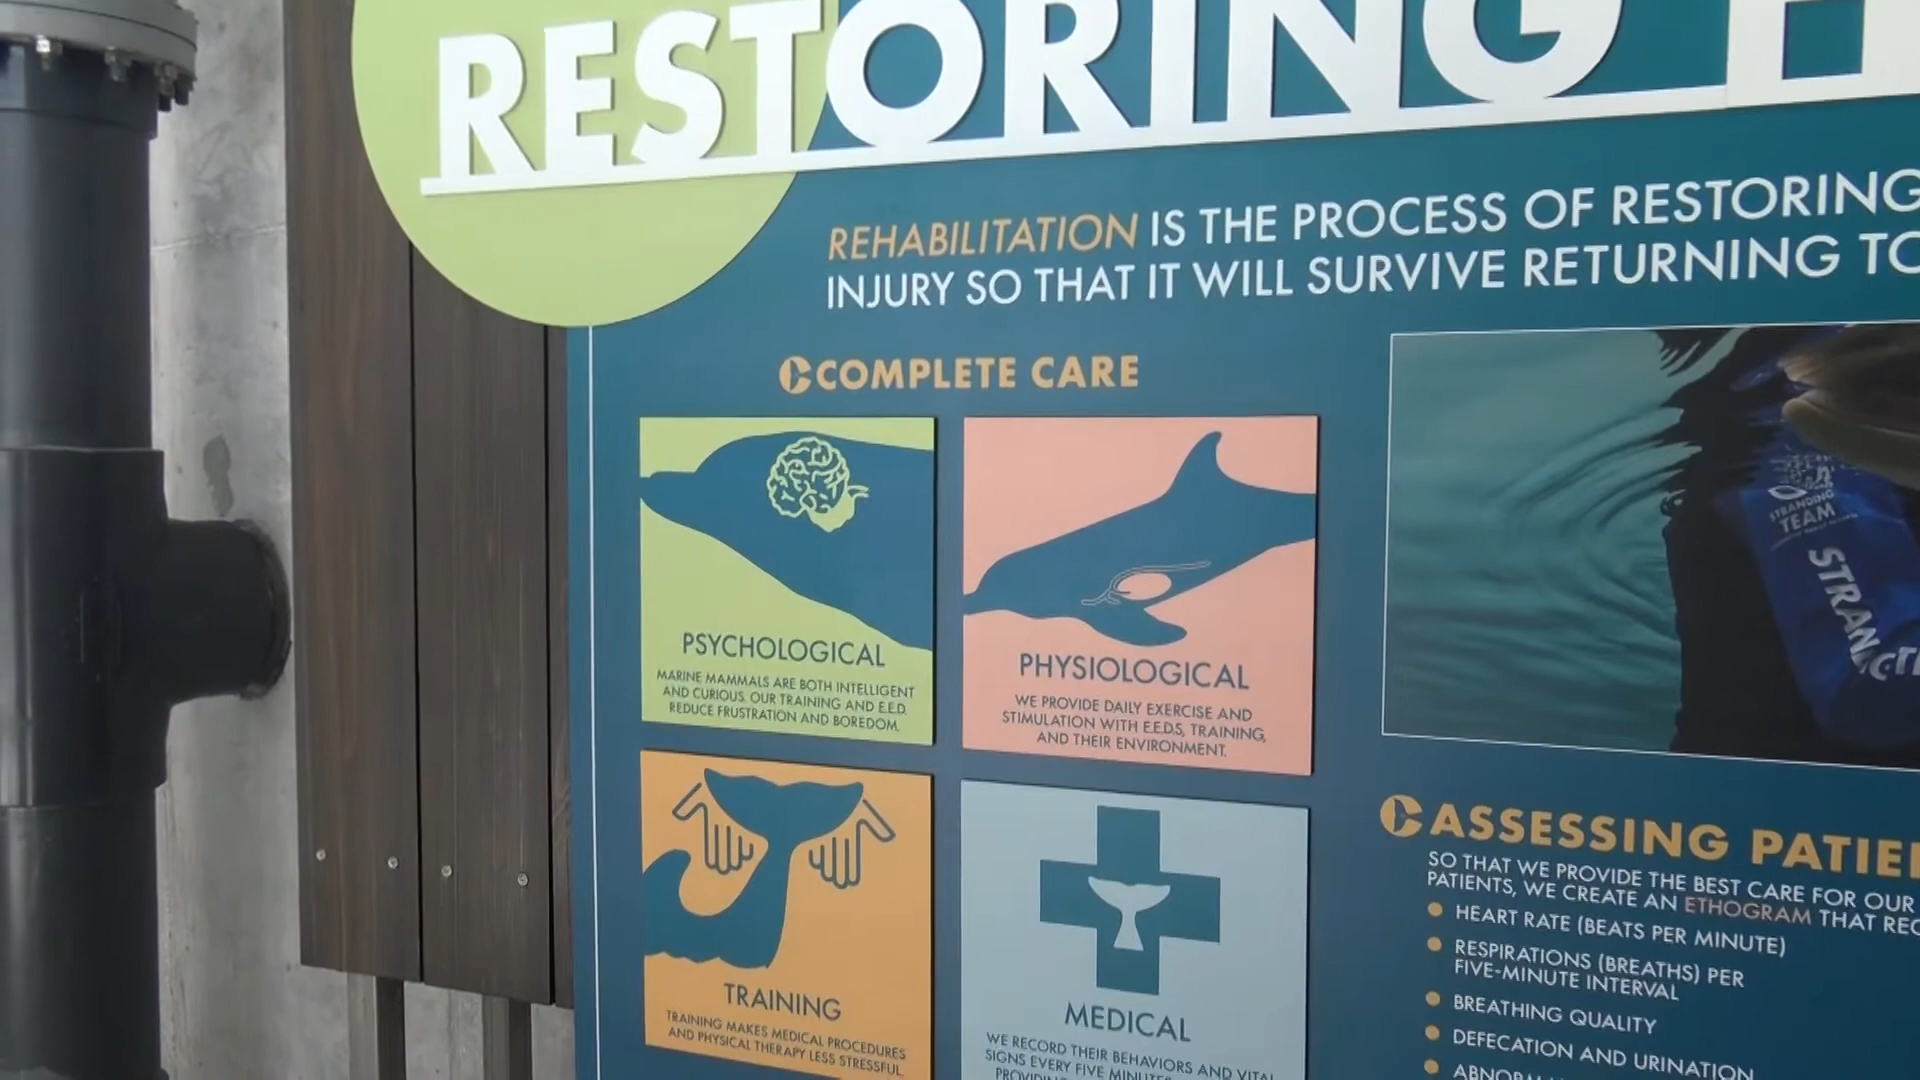 RESTORING
REHABILITATION IS THE PROCESS OF RESTORING
INJURY SO THAT IT WILL SURVIVE RETURNING TO
COMPLETE CARE
PSYCHOLOGICAL
MARINE MAMMALS ARE BOTH INTELLIGENT
AND CURIOUS. OUR TRAINING AND E.E.D.
REDUCE FRUSTRATION AND BOREDOM.
PHYSIOLOGICAL
WE PROVIDE DAILY EXERCISE AND
STIMULATION WITH E.E.D.S, TRAINING,
AND THEIR ENVIRONMENT.
TRAINING
TRAINING MAKES MEDICAL PROCEDURES
AND PHYSICAL THERAPY LESS STRESSFUL.
MEDICAL
WE RECORD THEIR BEHAVIORS AND VITAL
SIGNS EVERY FIVE MINUTES
STRANDING
TEAM
ASSESSING
SO THAT WE PROVIDE THE BEST CARE FOR OUR
PATIENTS, WE CREATE AN ETHOGRAM THAT
HEART RATE (BEATS PER MINUTE)
RESPIRATIONS (BREATHS) PER
FIVE-MINUTE INTERVAL
BREATHING QUALITY
DEFECATION AND URINATION